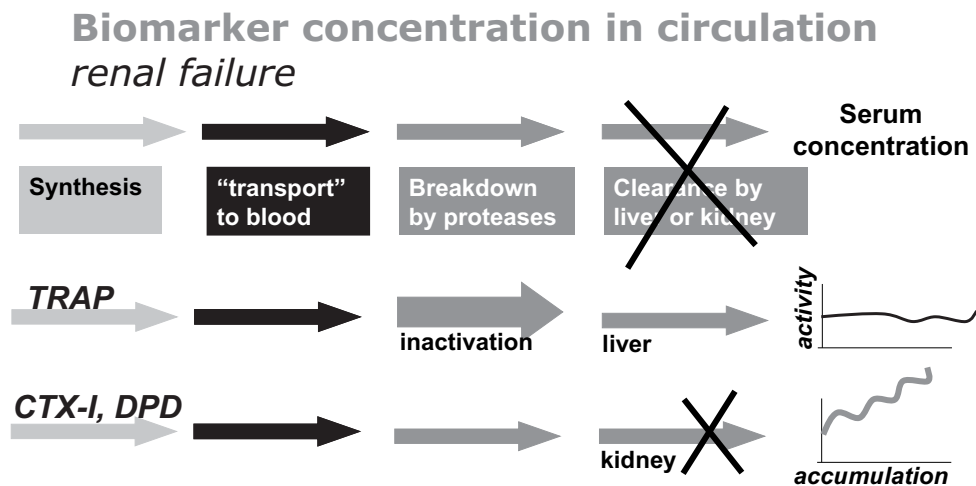 Biomarker concentration in circulation
renal failure
Serum
concentration
Synthesis
“transport”
to blood
Breakdown
by proteases
Clearance by
liver or kidney
TRAP
inactivation
liver
activity
CTX-I, DPD
kidney
accumulation